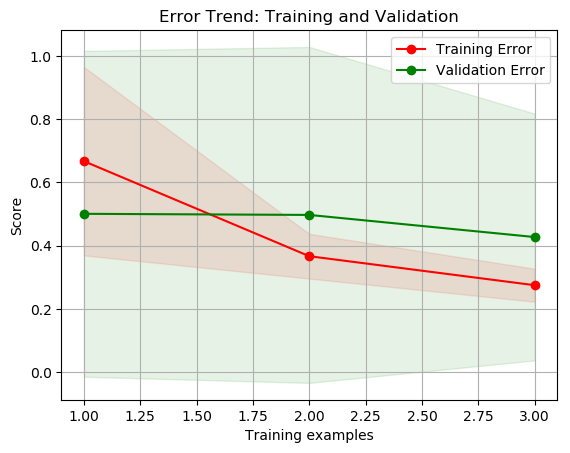 Error Trend: Training and Validation
Training Error
Validation Error
1.0
0.8
0.6
0.4
0.2
0.0
Score
1.00 1.25 1.50 1.75 2.00 2.25 2.50 2.75 3.00
Training examples